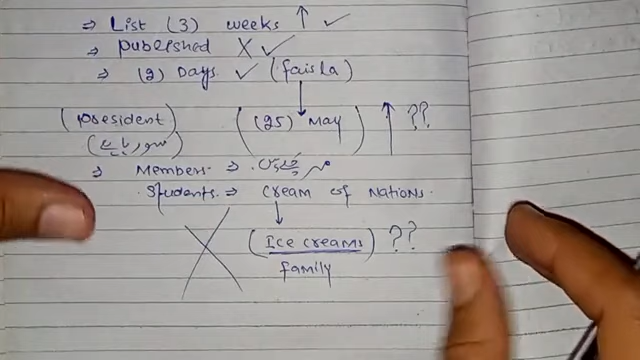 ⇒ List (3) weeks ↑ ✓
⇒ published X ✓
⇒ (2) Days ✓ (faisla)
(president) ((25) May) ↑ ??
⇒ Members ⇒
Students ⇒ cream of Nations.
(Ice creams) ??
family